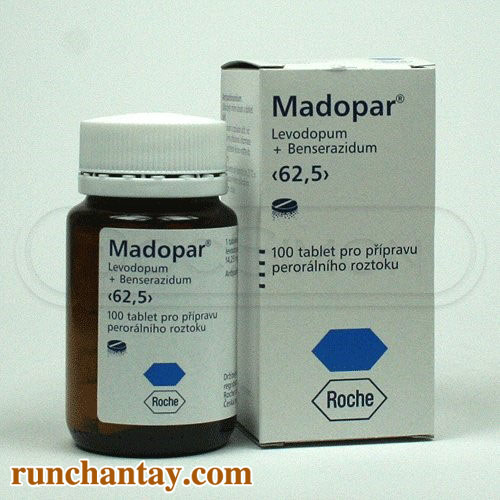 Madopar®
Levodopum
+ Benserazidum
‹62,5›
100 tablet pro přípravu
perorálního roztoku
Roche
Madopar®
Levodopum
+ Benserazidum
‹62,5›
100 tablet pro přípravu
perorálního roztoku
Roche
runchantay.com